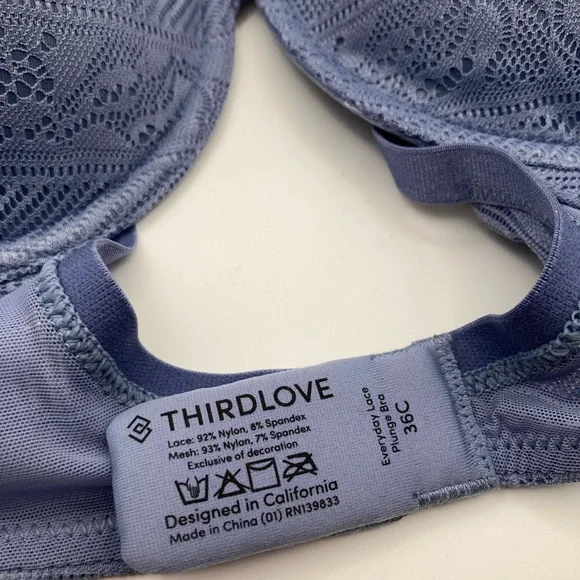 THIRDLOVE
Lace: 92% Nylon, 8% Spandex
Mesh: 93% Nylon, 7% Spandex
Exclusive of decoration
Designed in California
Made in China (01) RN139833
Everyday Lace
Plunge Bra
36C